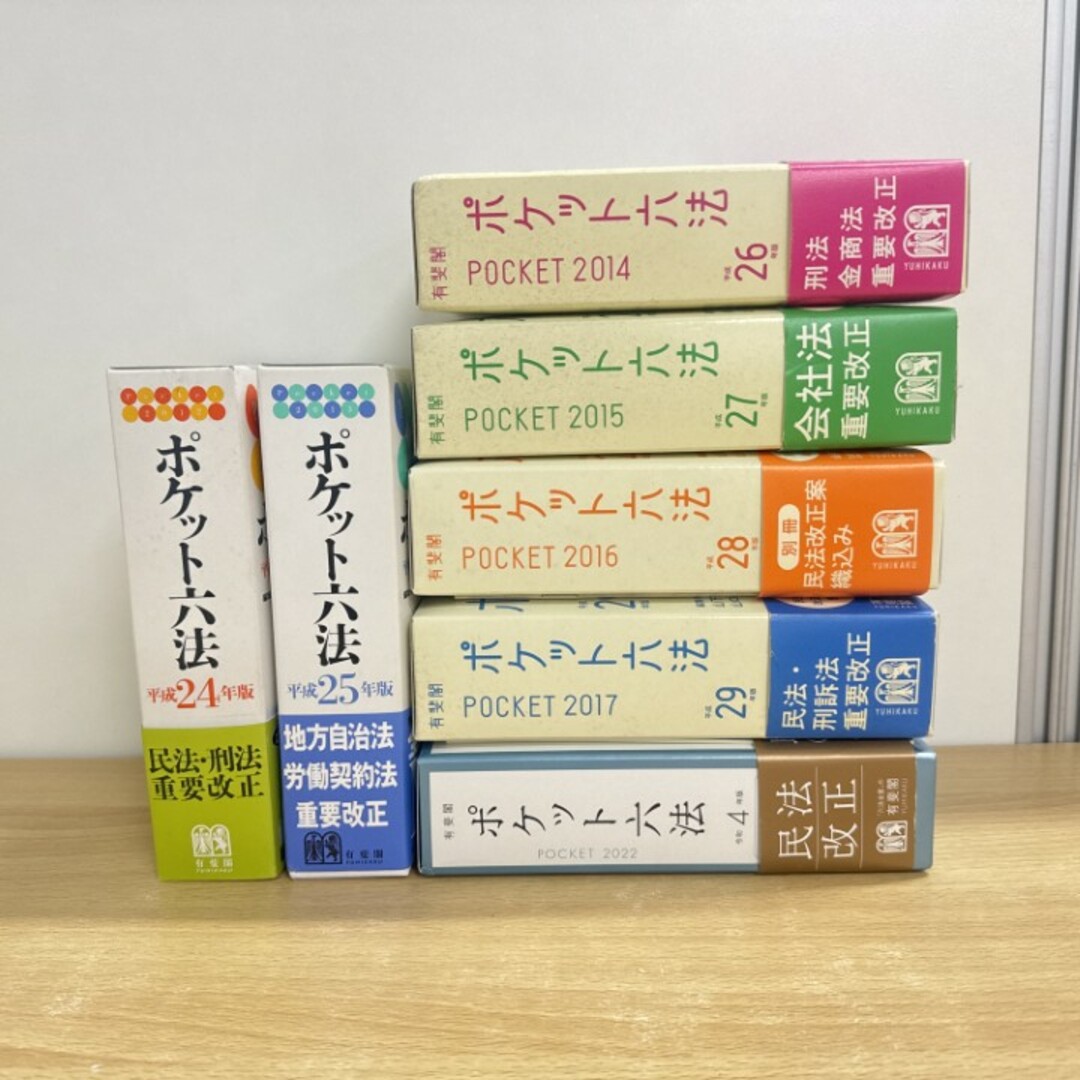 Pocket
2012
ポケット六法
平成24年版
民法・刑法
重要改正
有斐閣
YUHIKAKU
Pocket
2013
ポケット六法
平成25年版
地方自治法
労働契約法
重要改正
有斐閣
YUHIKAKU
有斐閣
ポケット六法
POCKET 2014
平成26年版
刑法
金商法
重要改正
YUHIKAKU
有斐閣
ポケット六法
POCKET 2015
平成27年版
会社法
重要改正
YUHIKAKU
有斐閣
ポケット六法
POCKET 2016
平成28年版
別冊
民法改正案
織込み
YUHIKAKU
有斐閣
ポケット六法
POCKET 2017
平成29年版
民法・
刑訴法
重要改正
YUHIKAKU
有斐閣
ポケット六法
POCKET 2022
令和4年版
民法
改正
有斐閣